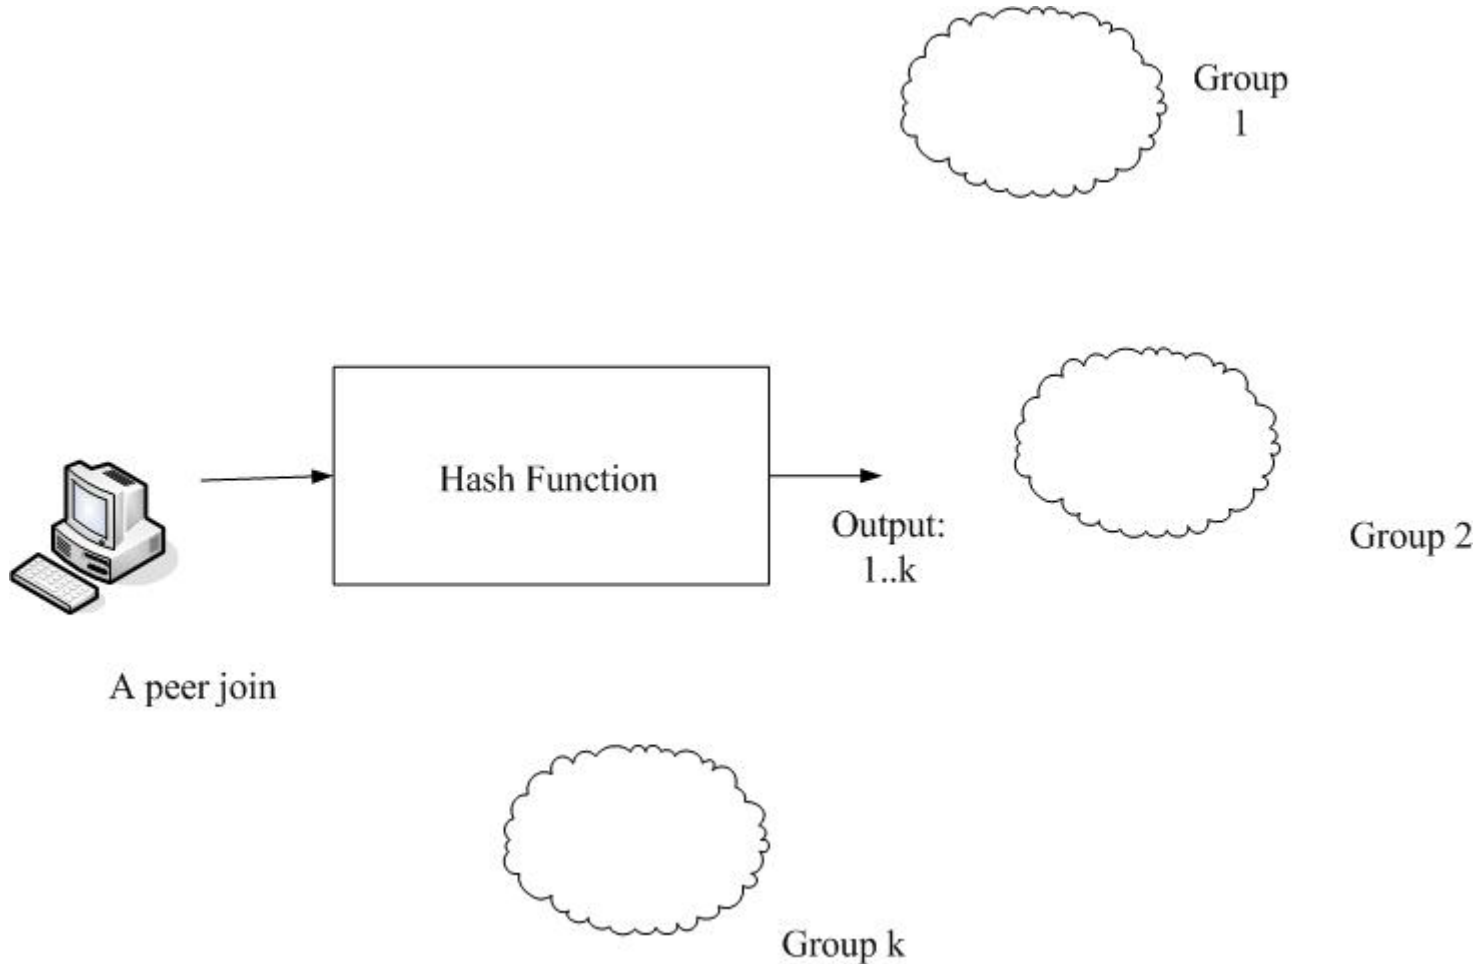 Group
1
Hash Function
Output:
1..k
Group 2
A peer join
Group k